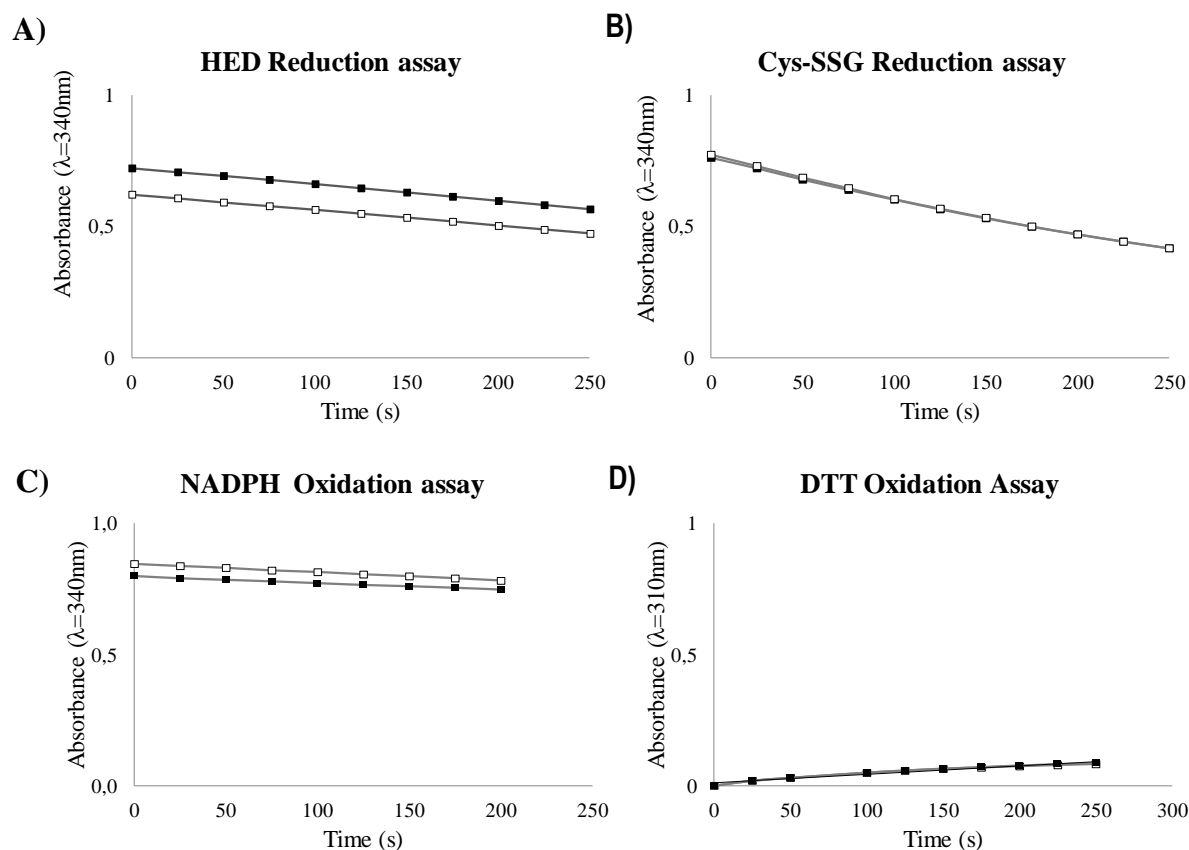 A)
HED Reduction assay
Absorbance (λ=340nm)
1
0,5
0
0 50 100 150 200 250
Time (s)
B)
Cys-SSG Reduction assay
Absorbance (λ=340nm)
1
0,5
0
0 50 100 150 200 250
Time (s)
C)
NADPH Oxidation assay
Absorbance (λ=340nm)
1,0
0,5
0,0
0 50 100 150 200 250
Time (s)
D)
DTT Oxidation Assay
Absorbance (λ=310nm)
1
0,5
0
0 50 100 150 200 250 300
Time (s)